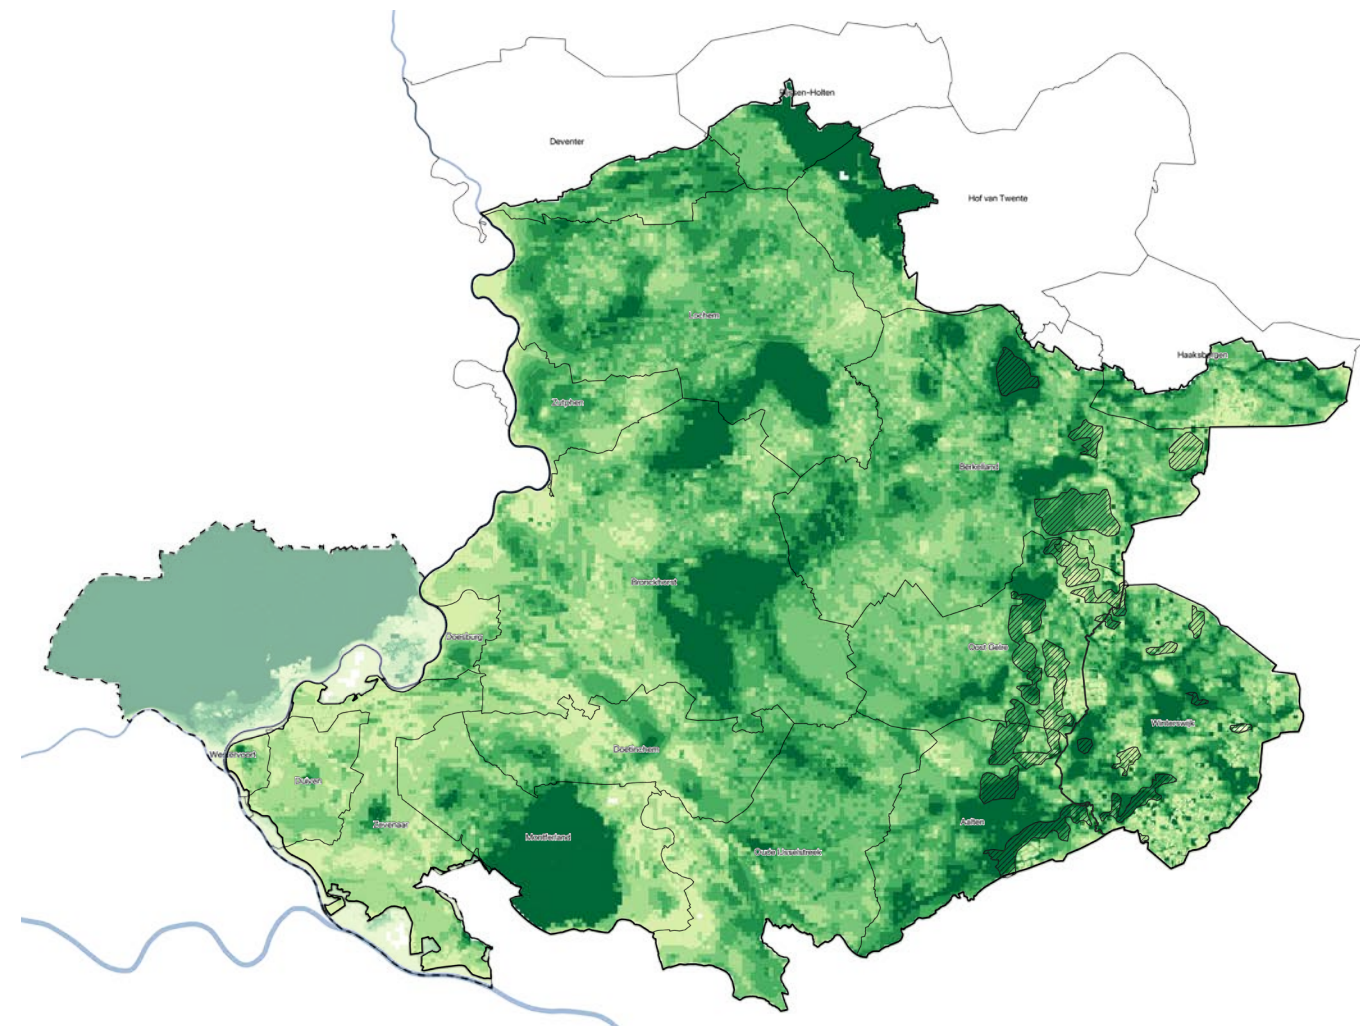 Rijssen-Holten
Deventer
Hof van Twente
Lochem
Haaksbergen
Zutphen
Berkelland
Bronckhorst
Doesburg
Oost Gelre
Winterswijk
Westervoort
Doetinchem
Duiven
Zevenaar
Montferland
Aalten
Oude IJsselstreek